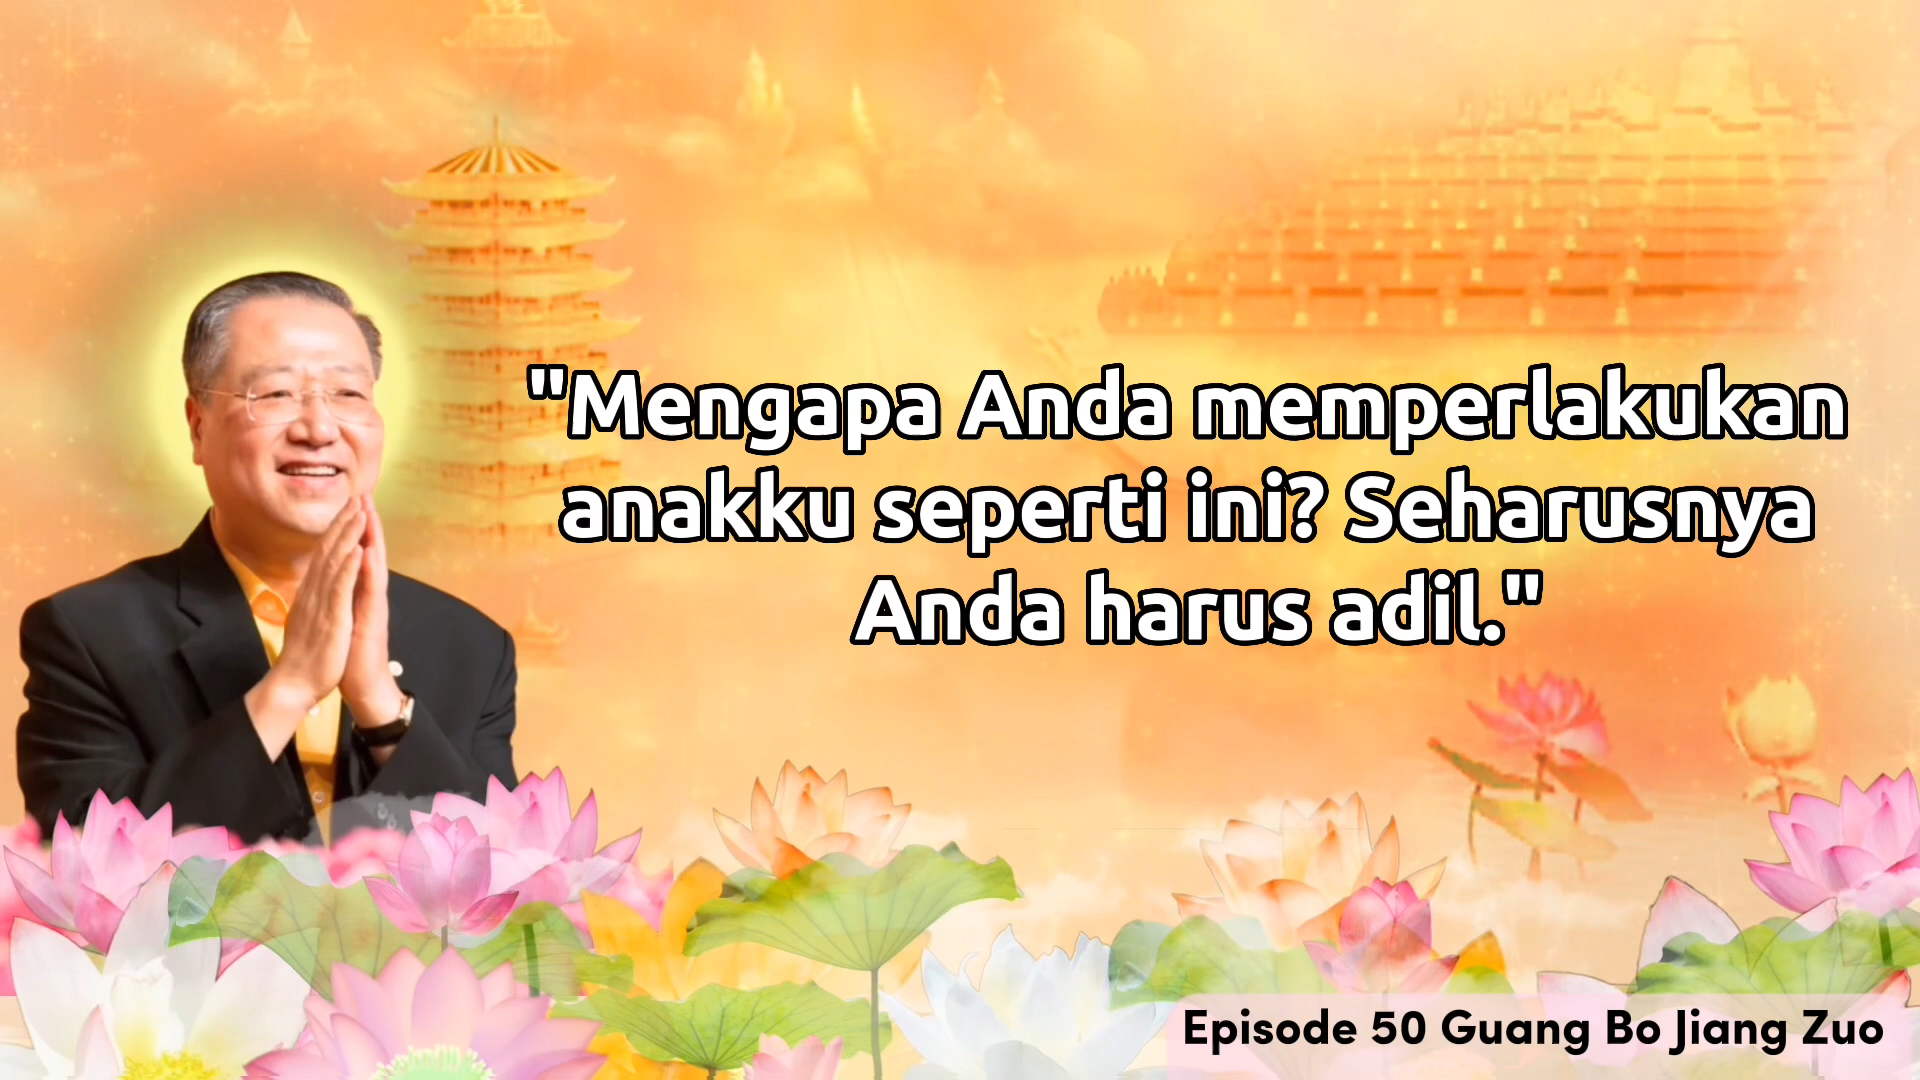 "Mengapa Anda memperlakukan
anakku seperti ini? Seharusnya
Anda harus adil."
Episode 50 Guang Bo Jiang Zuo